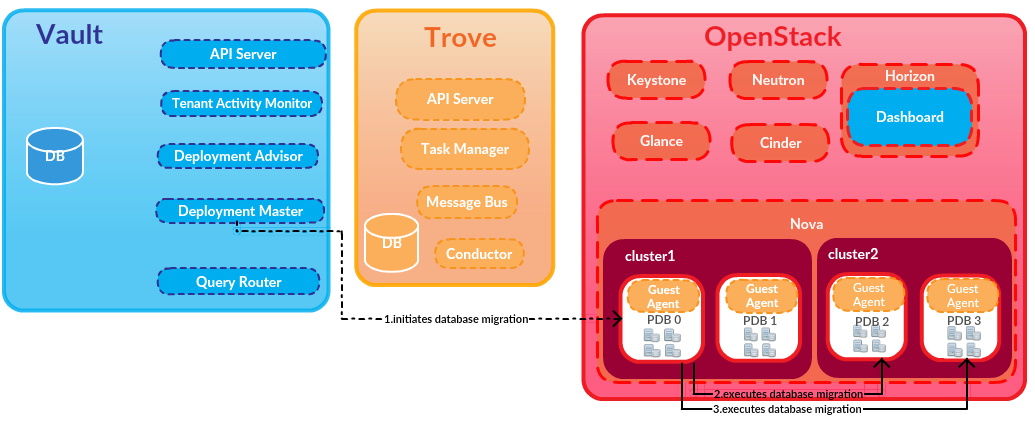 Vault
API Server
Tenant Activity Monitor
DB
Deployment Advisor
Deployment Master
Query Router
Trove
API Server
Task Manager
Message Bus
DB
Conductor
OpenStack
Keystone
Neutron
Horizon
Dashboard
Glance
Cinder
Nova
cluster1
Guest
Agent
PDB 0
Guest
Agent
PDB 1
cluster2
Guest
Agent
PDB 2
Guest
Agent
PDB 3
1.initiates database migration
2.executes database migration
3.executes database migration